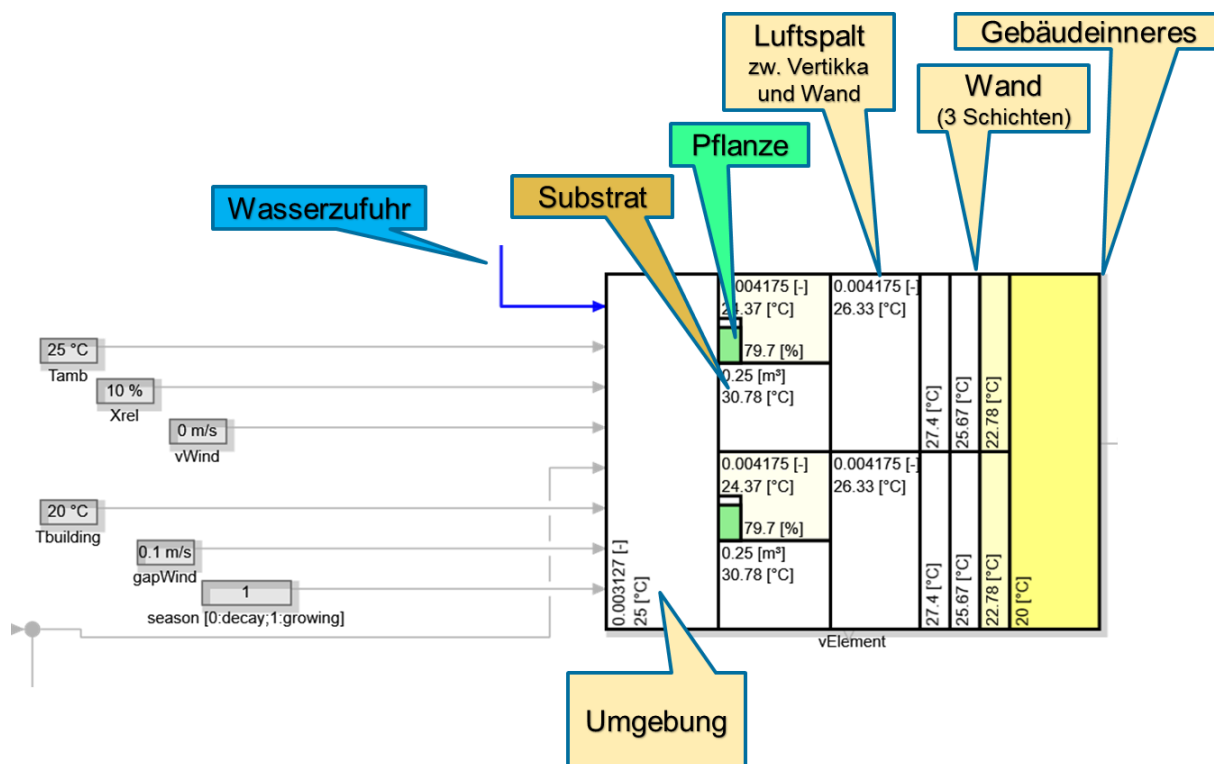 Luftspalt
zw. Vertikka
und Wand
Gebäudeinneres
Wand
(3 Schichten)
Pflanze
Substrat
Wasserzufuhr
25 °C
Tamb
10 %
Xrel
0 m/s
vWind
20 °C
Tbuilding
0.1 m/s
gapWind
1
season [0:decay;1:growing]
0.003127 [-]
25 [°C]
.004175 [-]
24.37 [°C]
79.7 [%]
0.25 [m³]
30.78 [°C]
0.004175 [-]
24.37 [°C]
79.7 [%]
0.25 [m³]
30.78 [°C]
0.004175 [-]
26.33 [°C]
0.004175 [-]
26.33 [°C]
27.4 [°C]
25.67 [°C]
22.78 [°C]
27.4 [°C]
25.67 [°C]
22.78 [°C]
20 [°C]
vElement
Umgebung